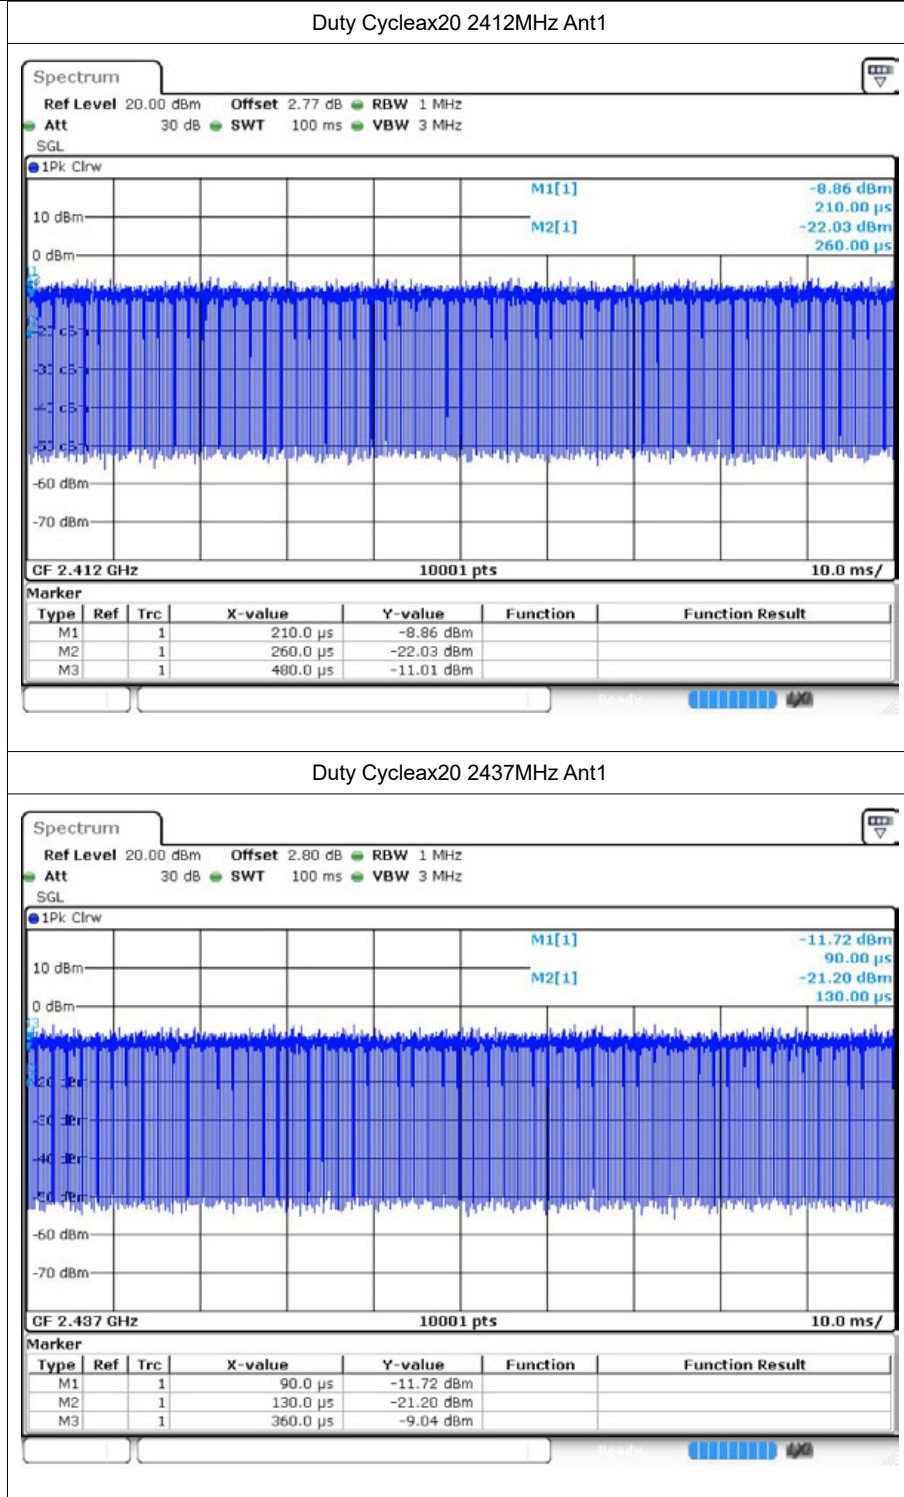 Duty Cycleax20 2412MHz Ant1
Spectrum
Ref Level 20.00 dBm Offset 2.77 dB RBW 1 MHz
Att 30 dB SWT 100 ms VBW 3 MHz
SGL
1Pk Clrw
M1[1] -8.86 dBm
210.00 µs
10 dBm
M2[1] -22.03 dBm
260.00 µs
0 dBm
-60 dBm
-70 dBm
CF 2.412 GHz 10001 pts 10.0 ms/
Marker
Type Ref Trc X-value Y-value Function Function Result
M1 1 210.0 µs -8.86 dBm
M2 1 260.0 µs -22.03 dBm
M3 1 480.0 µs -11.01 dBm
Ready
Duty Cycleax20 2437MHz Ant1
Spectrum
Ref Level 20.00 dBm Offset 2.80 dB RBW 1 MHz
Att 30 dB SWT 100 ms VBW 3 MHz
SGL
1Pk Clrw
M1[1] -11.72 dBm
90.00 µs
10 dBm
M2[1] -21.20 dBm
130.00 µs
0 dBm
-60 dBm
-70 dBm
CF 2.437 GHz 10001 pts 10.0 ms/
Marker
Type Ref Trc X-value Y-value Function Function Result
M1 1 90.0 µs -11.72 dBm
M2 1 130.0 µs -21.20 dBm
M3 1 360.0 µs -9.04 dBm
Ready